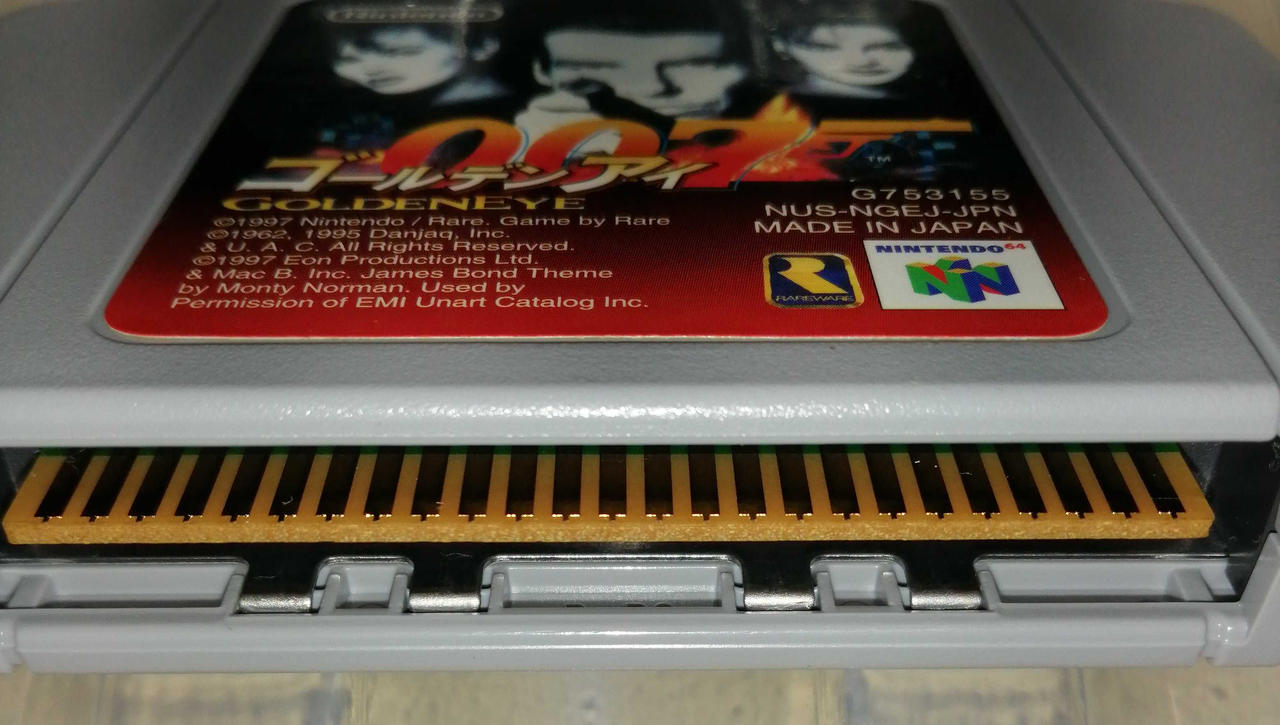 Nintendo
007
TM
ゴールデンアイ
GOLDENEYE
©1997 Nintendo / Rare. Game by Rare
©1962, 1995 Danjaq, Inc.
& U. A. C. All Rights Reserved.
©1997 Eon Productions Ltd.
& Mac B. Inc. James Bond Theme
by Monty Norman. Used by
Permission of EMI Unart Catalog Inc.
G753155
NUS-NGEJ-JPN
MADE IN JAPAN
RAREWARE
NINTENDO64